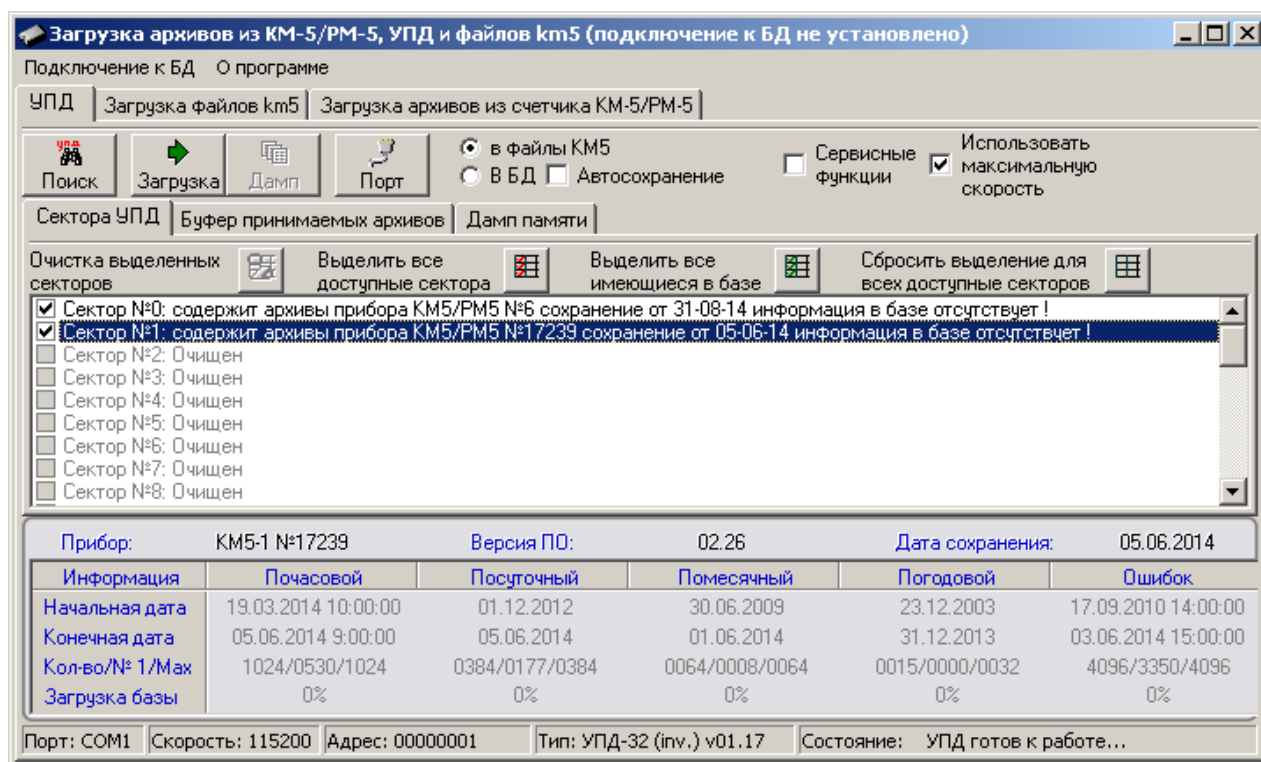 Загрузка архивов из КМ-5/РМ-5, УПД и файлов km5 (подключение к БД не установлено)
Подключение к БД О программе
УПД Загрузка файлов km5 Загрузка архивов из счетчика КМ-5/РМ-5
упд
Поиск Загрузка Дамп Порт
в файлы КМ5
В БД Автосохранение
Сервисные
функции
Использовать
максимальную
скорость
Сектора УПД Буфер принимаемых архивов Дамп памяти
Очистка выделенных
секторов
Выделить все
доступные сектора
Выделить все
имеющиеся в базе
Сбросить выделение для
всех доступные секторов
Сектор №0: содержит архивы прибора КМ5/РМ5 №6 сохранение от 31-08-14 информация в базе отсутствует !
Сектор №1: содержит архивы прибора КМ5/РМ5 №17239 сохранение от 05-06-14 информация в базе отсутствует !
Сектор №2: Очищен
Сектор №3: Очищен
Сектор №4: Очищен
Сектор №5: Очищен
Сектор №6: Очищен
Сектор №7: Очищен
Сектор №8: Очищен
Прибор: КМ5-1 №17239 Версия ПО: 02.26 Дата сохранения: 05.06.2014
Информация Почасовой Посуточный Помесячный Погодовой Ошибок
Начальная дата 19.03.2014 10:00:00 01.12.2012 30.06.2009 23.12.2003 17.09.2010 14:00:00
Конечная дата 05.06.2014 9:00:00 05.06.2014 01.06.2014 31.12.2013 03.06.2014 15:00:00
Кол-во/№ 1/Max 1024/0530/1024 0384/0177/0384 0064/0008/0064 0015/0000/0032 4096/3350/4096
Загрузка базы 0% 0% 0% 0% 0%
Порт: COM1 Скорость: 115200 Адрес: 00000001 Тип: УПД-32 (inv.) v01.17 Состояние: УПД готов к работе...